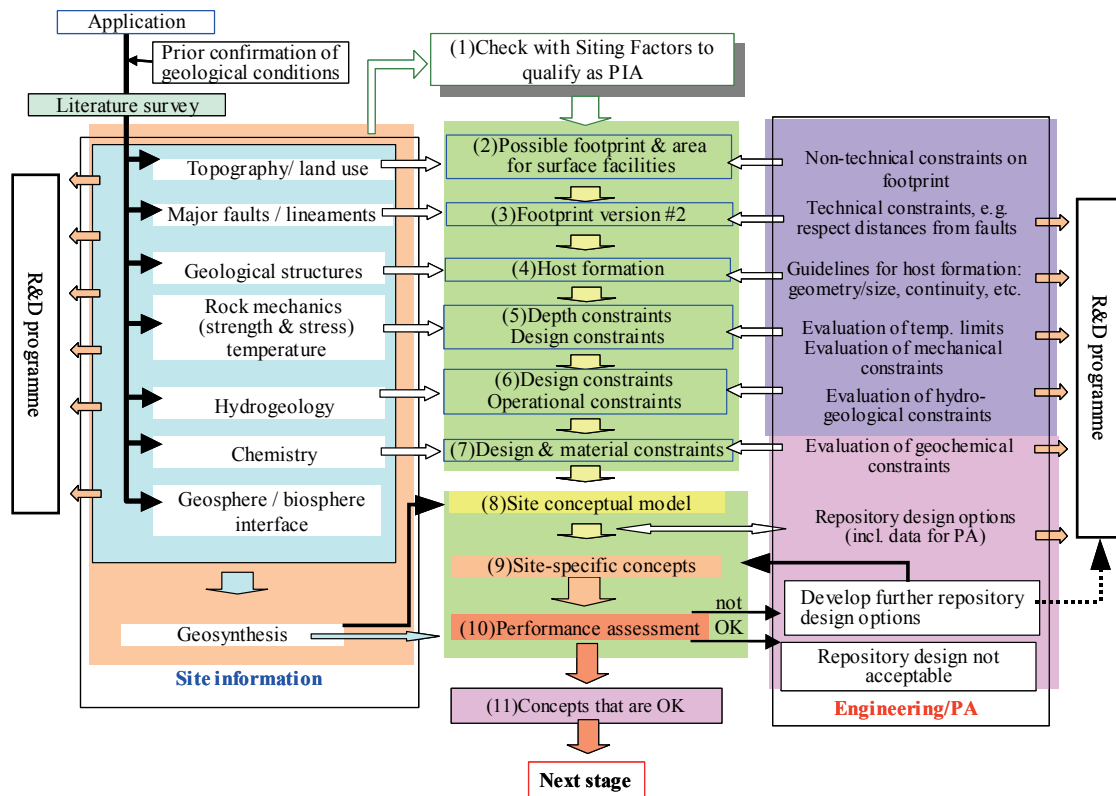 Application
Prior confirmation of
geological conditions
Literature survey
(1)Check with Siting Factors to
qualify as PIA
R&D programme
Topography/ land use
Major faults / lineaments
Geological structures
Rock mechanics
(strength & stress)
temperature
Hydrogeology
Chemistry
Geosphere / biosphere
interface
Geosynthesis
Site information
(2)Possible footprint & area
for surface facilities
(3)Footprint version #2
(4)Host formation
(5)Depth constraints
Design constraints
(6)Design constraints
Operational constraints
(7)Design & material constraints
(8)Site conceptual model
(9)Site-specific concepts
(10)Performance assessment
not
OK
(11)Concepts that are OK
Next stage
Non-technical constraints on
footprint
Technical constraints, e.g.
respect distances from faults
Guidelines for host formation:
geometry/size, continuity, etc.
Evaluation of temp. limits
Evaluation of mechanical
constraints
Evaluation of hydro-
geological constraints
Evaluation of geochemical
constraints
Repository design options
(incl. data for PA)
Develop further repository
design options
Repository design not
acceptable
Engineering/PA
R&D programme